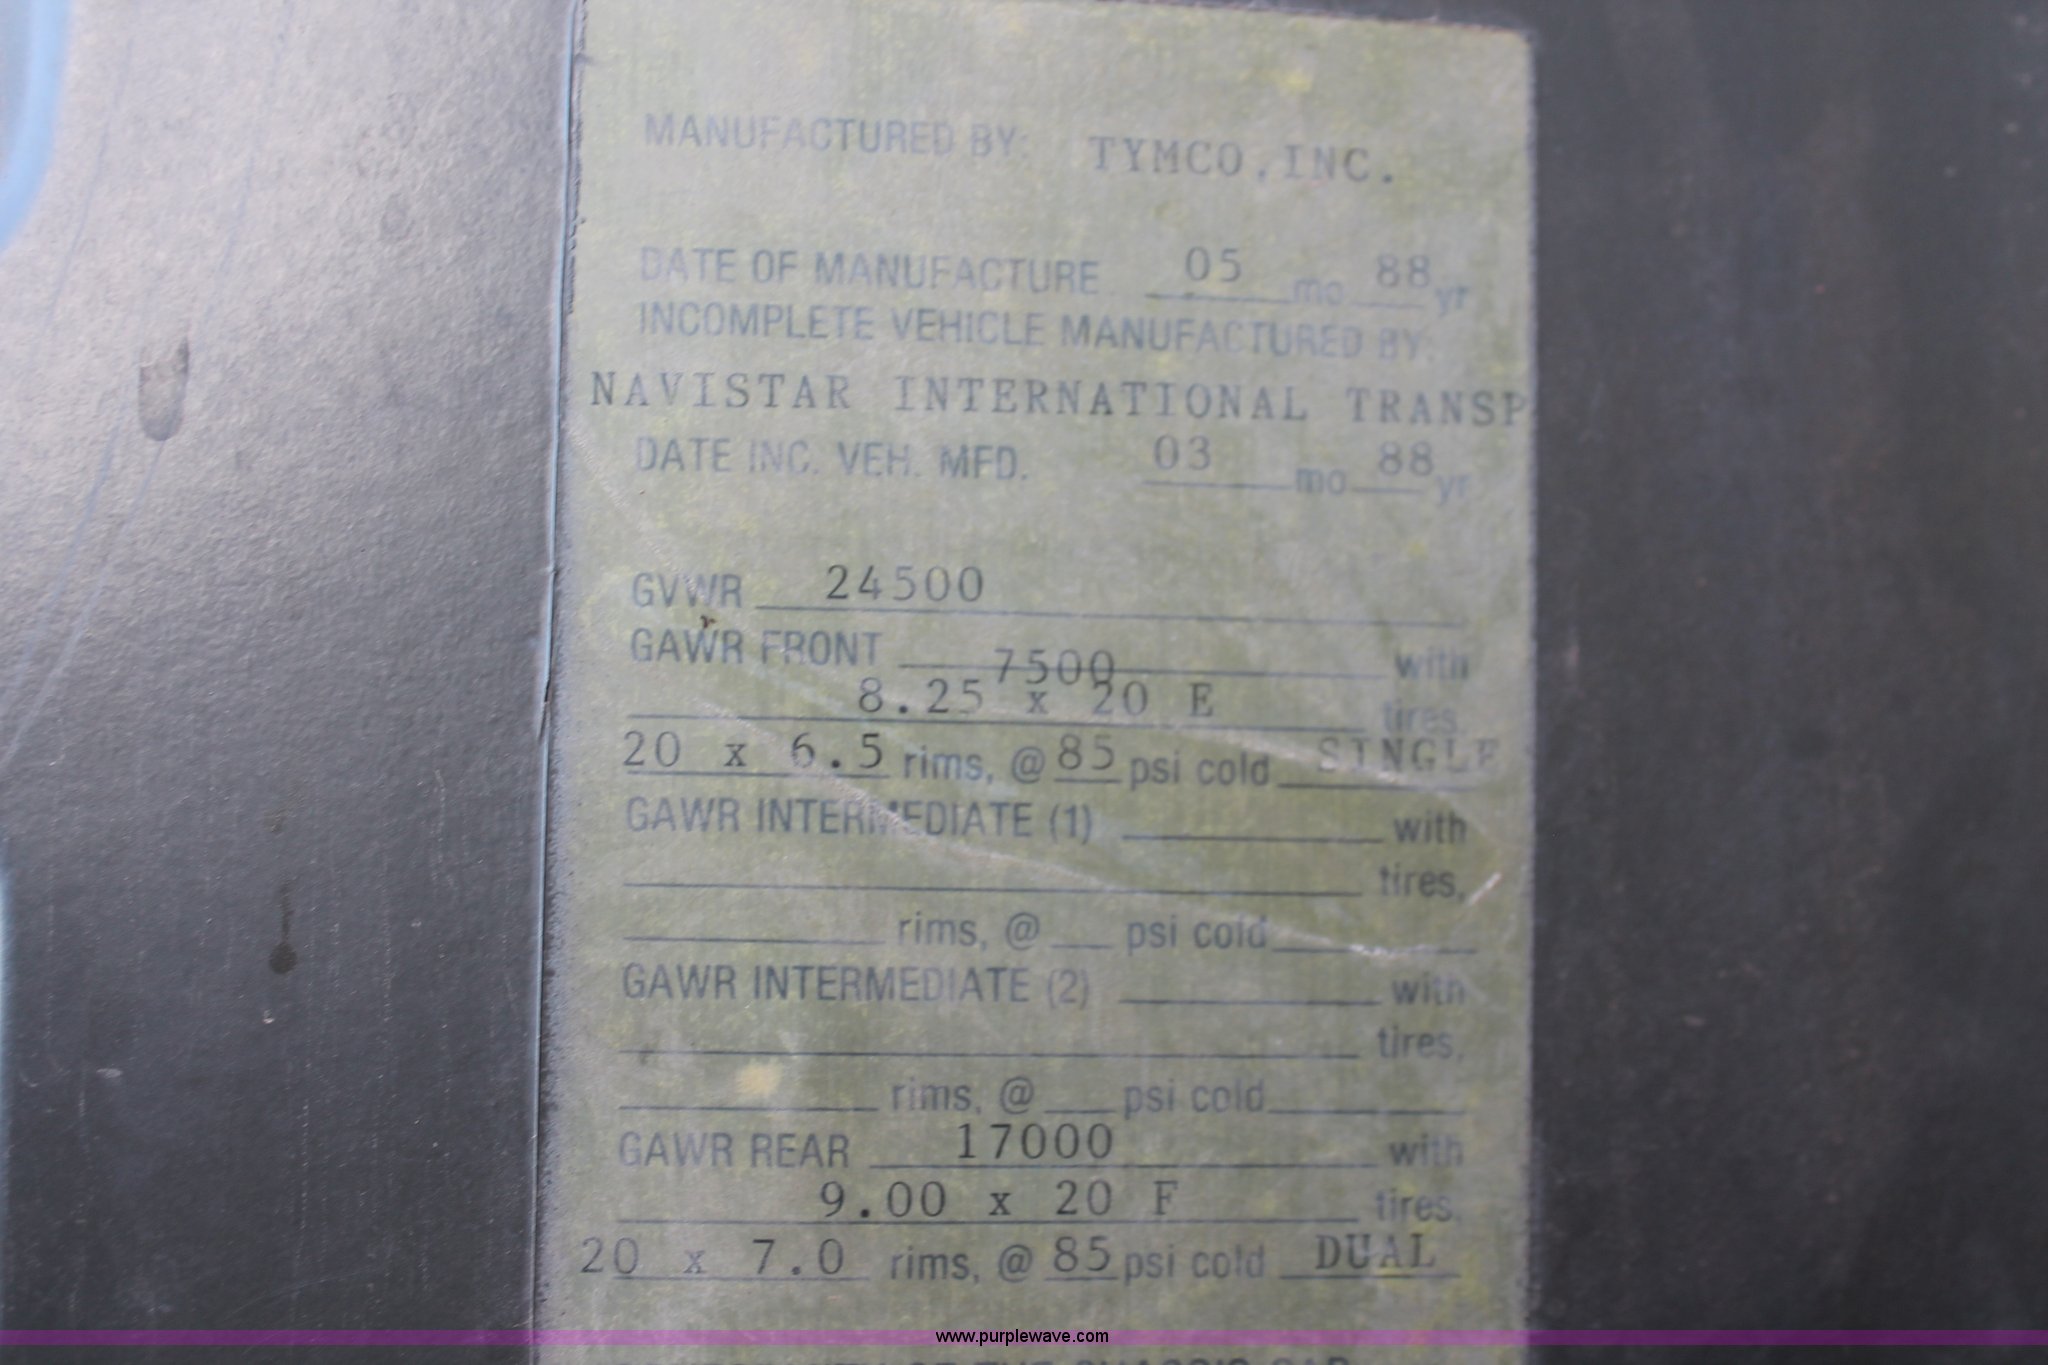 MANUFACTURED BY: TYMCO, INC.
DATE OF MANUFACTURE 05 mo 88 yr
INCOMPLETE VEHICLE MANUFACTURED BY:
NAVISTAR INTERNATIONAL TRANSP
DATE INC. VEH. MFD. 03 mo 88 yr
GVWR 24500
GAWR FRONT 7500 with
8.25 x 20 E tires,
20 x 6.5 rims, @ 85 psi cold SINGLE
GAWR INTERMEDIATE (1) with
tires,
rims, @ psi cold
GAWR INTERMEDIATE (2) with
tires,
rims, @ psi cold
GAWR REAR 17000 with
9.00 x 20 F tires,
20 x 7.0 rims, @ 85 psi cold DUAL
www.purplewave.com